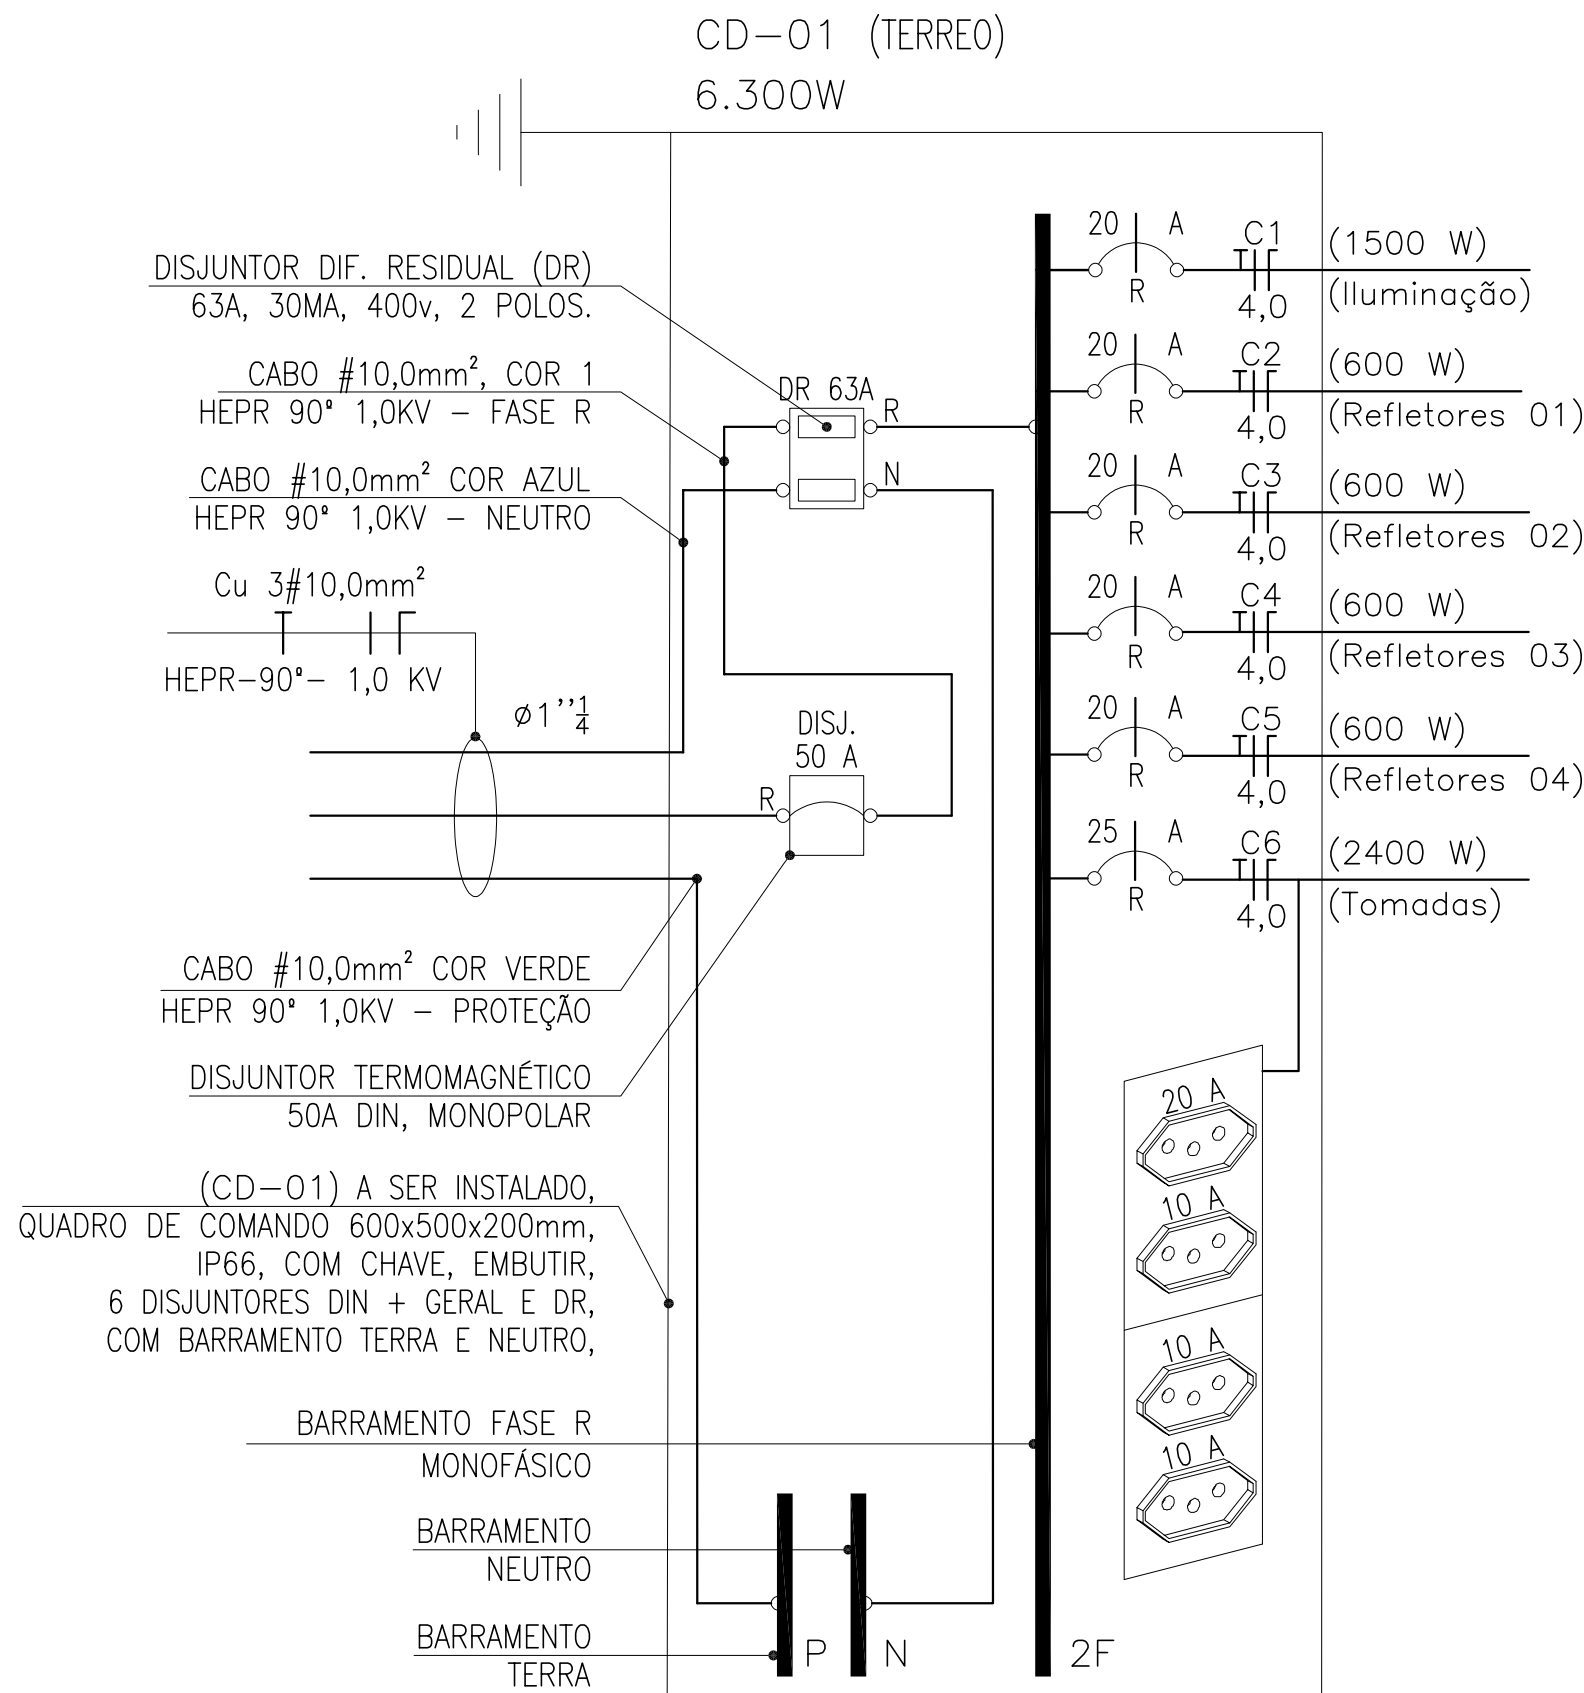 CD-01 (TERREO)
6.300W
DISJUNTOR DIF. RESIDUAL (DR)
63A, 30MA, 400v, 2 POLOS.
CABO #10,0mm², COR 1
HEPR 90° 1,0KV - FASE R
CABO #10,0mm² COR AZUL
HEPR 90° 1,0KV - NEUTRO
Cu 3#10,0mm²
HEPR-90°- 1,0 KV
ø1''1/4
DR 63A
R
N
DISJ.
50 A
R
CABO #10,0mm² COR VERDE
HEPR 90° 1,0KV - PROTEÇÃO
DISJUNTOR TERMOMAGNÉTICO
50A DIN, MONOPOLAR
(CD-01) A SER INSTALADO,
QUADRO DE COMANDO 600x500x200mm,
IP66, COM CHAVE, EMBUTIR,
6 DISJUNTORES DIN + GERAL E DR,
COM BARRAMENTO TERRA E NEUTRO,
BARRAMENTO FASE R
MONOFÁSICO
BARRAMENTO
NEUTRO
BARRAMENTO
TERRA
P
N
2F
20 A C1 (1500 W)
R 4,0 (Iluminação)
20 A C2 (600 W)
R 4,0 (Refletores 01)
20 A C3 (600 W)
R 4,0 (Refletores 02)
20 A C4 (600 W)
R 4,0 (Refletores 03)
20 A C5 (600 W)
R 4,0 (Refletores 04)
25 A C6 (2400 W)
R 4,0 (Tomadas)
20 A
10 A
10 A
10 A